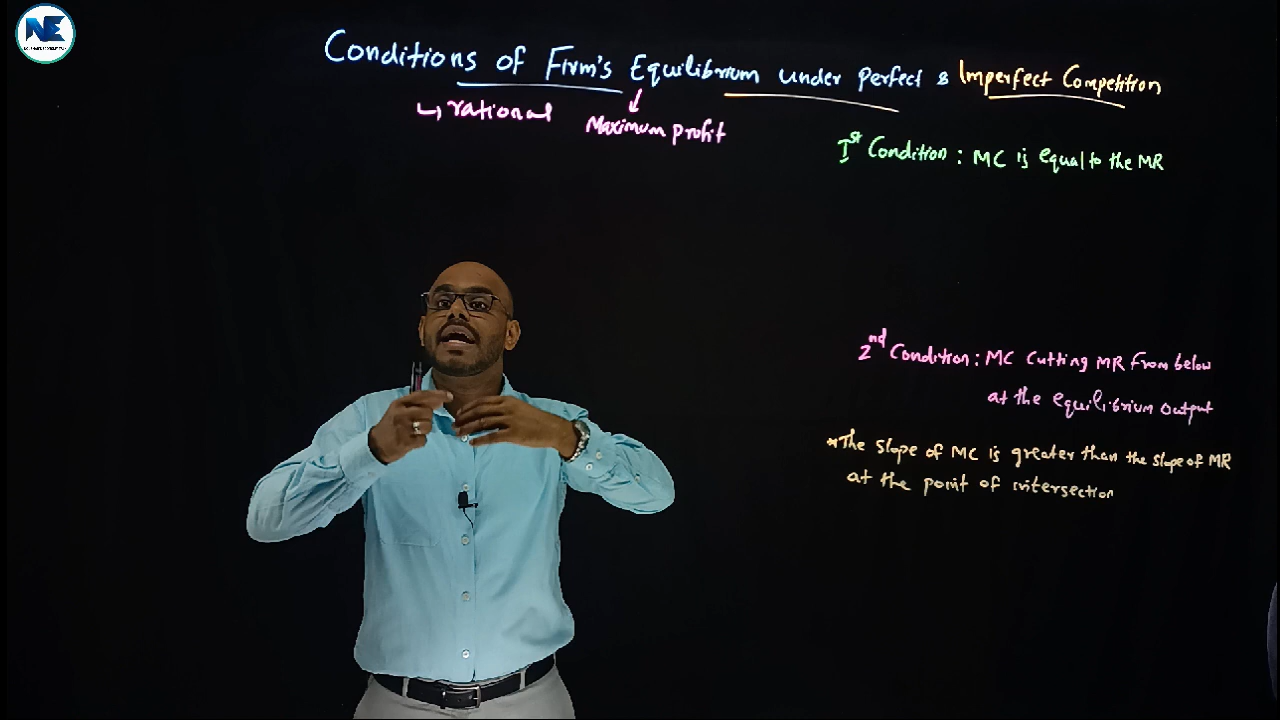 NE
Conditions of Firm's Equilibrium under perfect & Imperfect Competition
↳ rational
Maximum profit
Ist Condition : MC is equal to the MR
2nd Condition : MC Cutting MR From below
at the equilibrium output
*The slope of MC is greater than the slope of MR
at the point of intersection